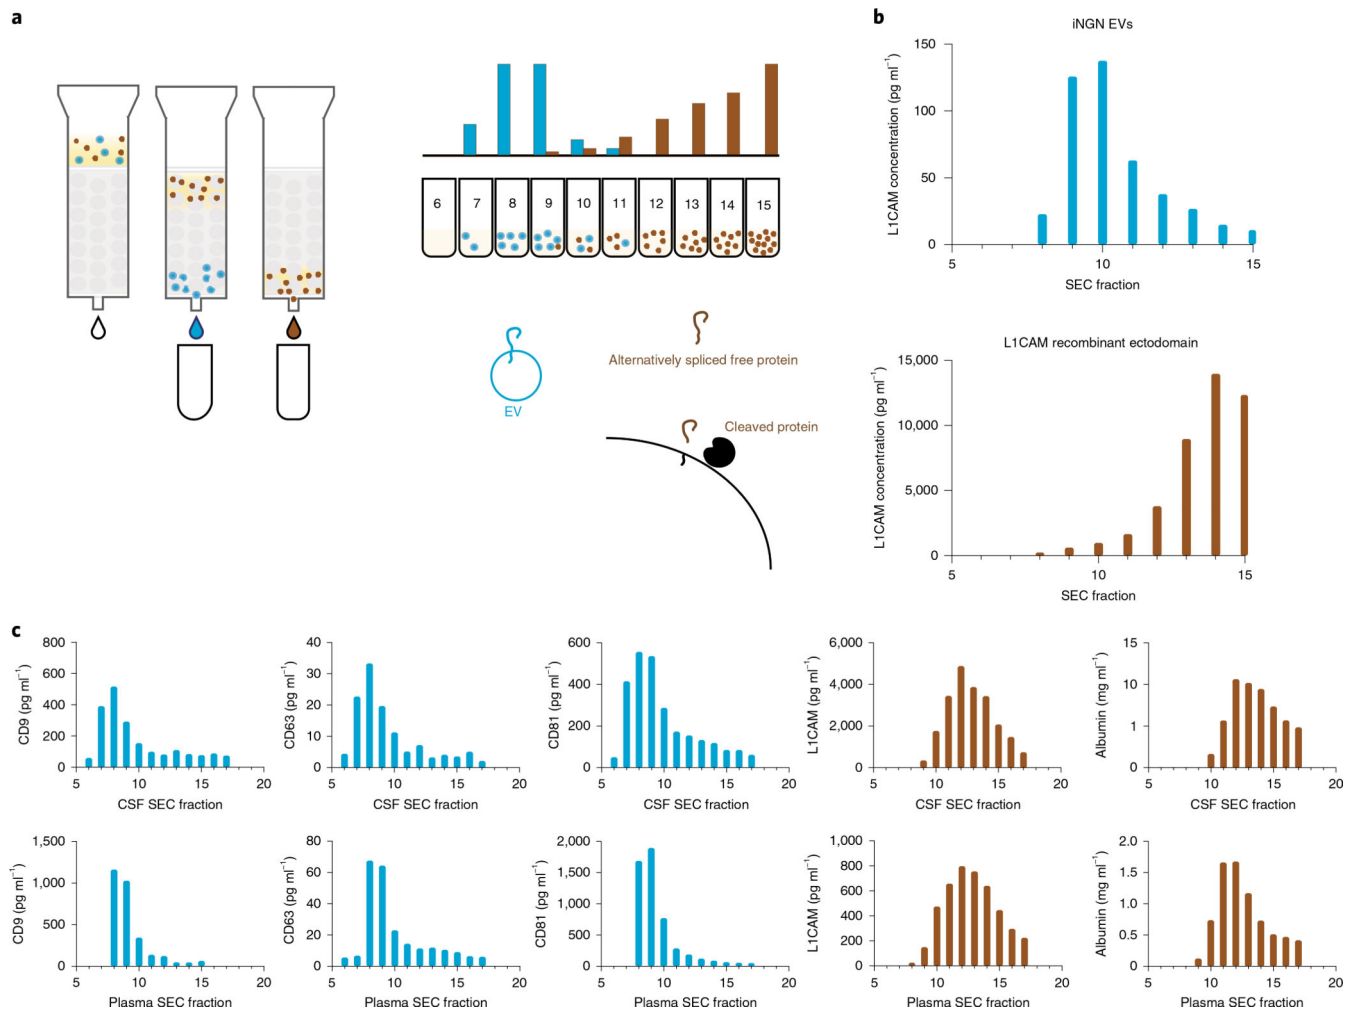 a
6 7 8 9 10 11 12 13 14 15
EV
Alternatively spliced free protein
Cleaved protein
b
iNGN EVs
L1CAM concentration (pg ml⁻¹)
150
100
50
0
5 10 15
SEC fraction
L1CAM recombinant ectodomain
L1CAM concentration (pg ml⁻¹)
15,000
10,000
5,000
0
5 10 15
SEC fraction
c
CD9 (pg ml⁻¹)
800
600
400
200
0
5 10 15 20
CSF SEC fraction
CD63 (pg ml⁻¹)
40
30
20
10
0
5 10 15 20
CSF SEC fraction
CD81 (pg ml⁻¹)
600
400
200
0
5 10 15 20
CSF SEC fraction
L1CAM (pg ml⁻¹)
6,000
4,000
2,000
0
5 10 15 20
CSF SEC fraction
Albumin (mg ml⁻¹)
15
10
1
0
5 10 15 20
CSF SEC fraction
CD9 (pg ml⁻¹)
1,500
1,000
500
0
5 10 15 20
Plasma SEC fraction
CD63 (pg ml⁻¹)
80
60
40
20
0
5 10 15 20
Plasma SEC fraction
CD81 (pg ml⁻¹)
2,000
1,500
1,000
500
0
5 10 15 20
Plasma SEC fraction
L1CAM (pg ml⁻¹)
1,000
800
600
400
200
0
5 10 15 20
Plasma SEC fraction
Albumin (mg ml⁻¹)
2.0
1.5
1.0
0.5
0
5 10 15 20
Plasma SEC fraction